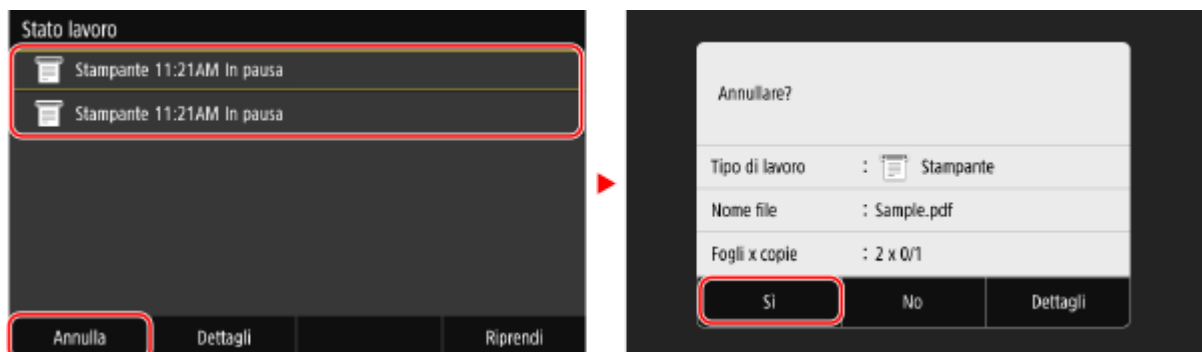 Stato lavoro
Stampante 11:21AM In pausa
Stampante 11:21AM In pausa
Annulla Dettagli Riprendi
Annullare?
Tipo di lavoro : Stampante
Nome file : Sample.pdf
Fogli x copie : 2 x 0/1
Sì No Dettagli